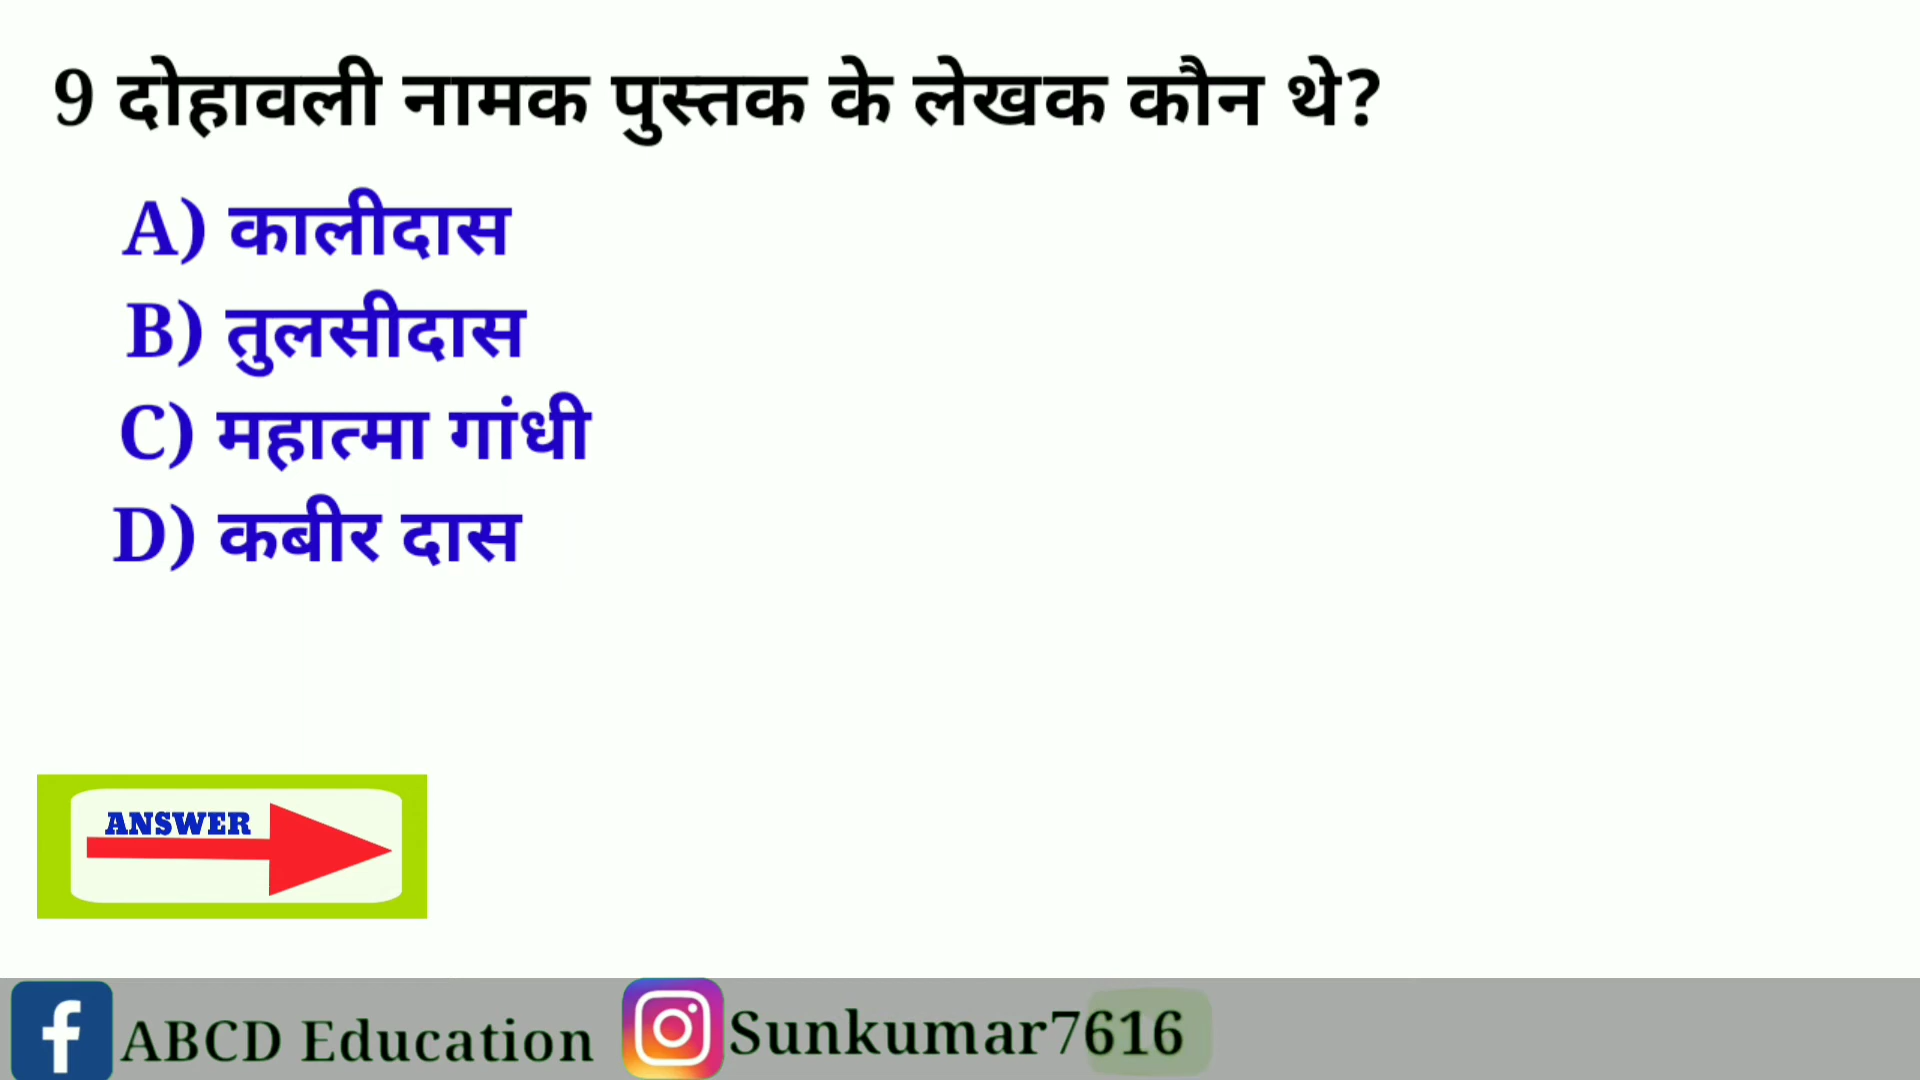 9 दोहावली नामक पुस्तक के लेखक कौन थे?
A) कालीदास
B) तुलसीदास
C) महात्मा गांधी
D) कबीर दास
ANSWER
ABCD Education Sunkumar7616